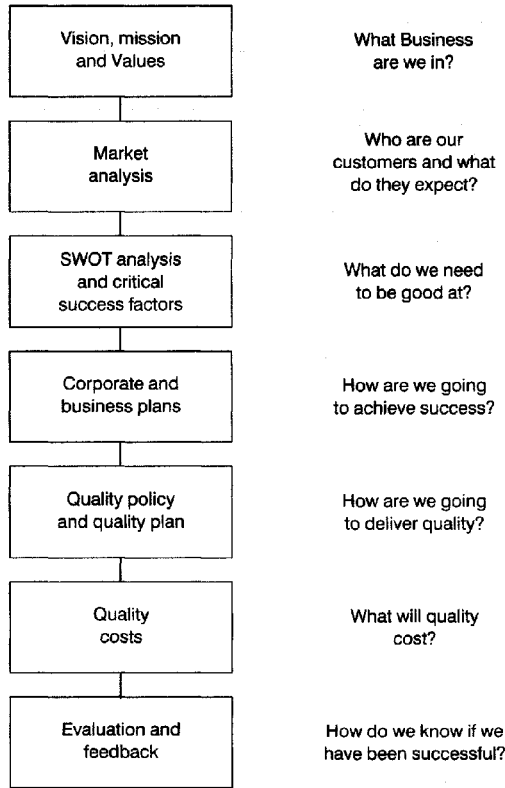 Vision, mission
and Values
What Business
are we in?
Market
analysis
Who are our
customers and what
do they expect?
SWOT analysis
and critical
success factors
What do we need
to be good at?
Corporate and
business plans
How are we going
to achieve success?
Quality policy
and quality plan
How are we going
to deliver quality?
Quality
costs
What will quality
cost?
Evaluation and
feedback
How do we know if we
have been successful?